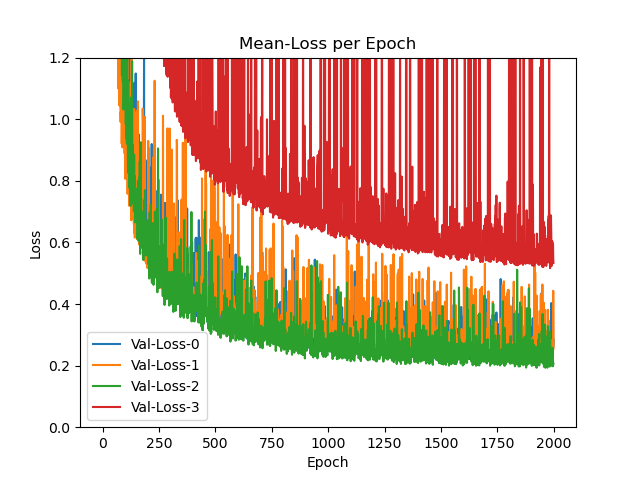 Mean-Loss per Epoch
1.2
1.0
0.8
0.6
0.4
0.2
0.0
Loss
Val-Loss-0
Val-Loss-1
Val-Loss-2
Val-Loss-3
0 250 500 750 1000 1250 1500 1750 2000
Epoch